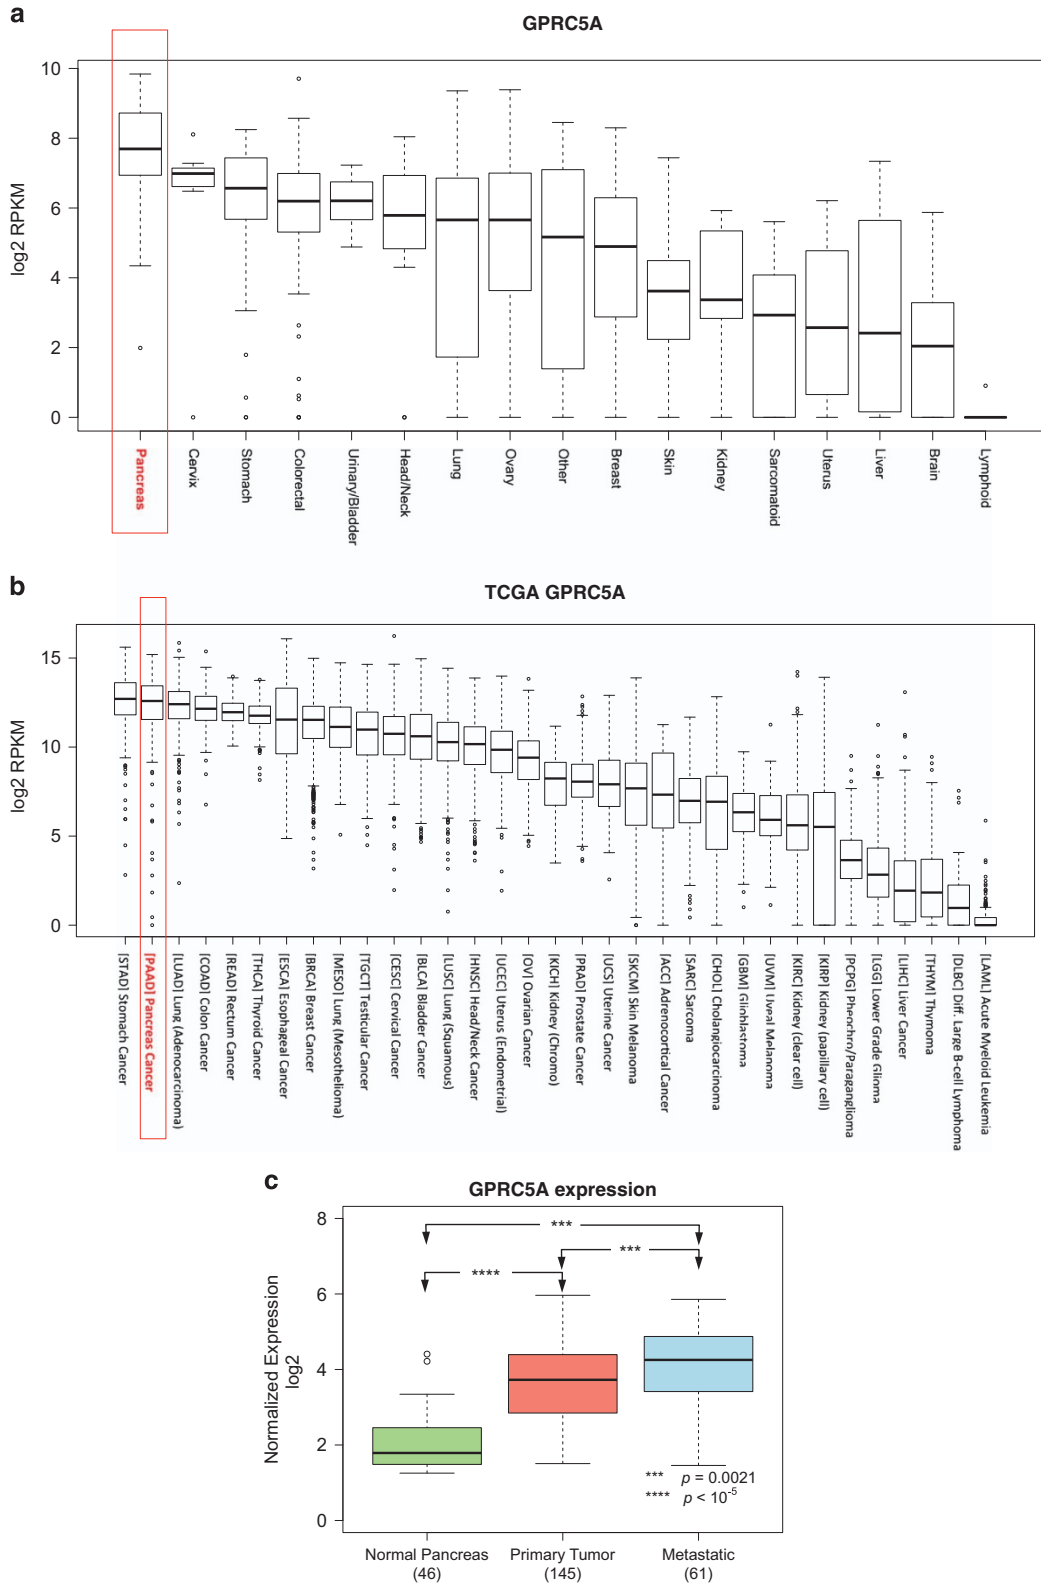 a
GPRC5A
log2 RPKM
10
8
6
4
2
0
Pancreas
Cervix
Stomach
Colorectal
Urinary/Bladder
Head/Neck
Lung
Ovary
Other
Breast
Skin
Kidney
Sarcomatoid
Uterus
Liver
Brain
Lymphoid
b
TCGA GPRC5A
log2 RPKM
15
10
5
0
[STAD] Stomach Cancer
[PAAD] Pancreas Cancer
[LUAD] Lung (Adenocarcinoma)
[COAD] Colon Cancer
[READ] Rectum Cancer
[THCA] Thyroid Cancer
[ESCA] Esophageal Cancer
[BRCA] Breast Cancer
[MESO] Lung (Mesothelioma)
[TGCT] Testicular Cancer
[CESC] Cervical Cancer
[BLCA] Bladder Cancer
[LUSC] Lung (Squamous)
[HNSC] Head/Neck Cancer
[UCEC] Uterus (Endometrial)
[OV] Ovarian Cancer
[KCH] Kidney (Chromo)
[PRAD] Prostate Cancer
[UCS] Uterine Cancer
[SKCM] Skin Melanoma
[ACC] Adrenocortical Cancer
[SARC] Sarcoma
[CHOL] Cholangiocarcinoma
[GBM] Glinblastoma
[UVM] Uveal Melanoma
[KIRC] Kidney (clear cell)
[KIRP] Kidney (papillary cell)
[PCPG] Pheochro/Paraganglioma
[LGG] Lower Grade Glioma
[LIHC] Liver Cancer
[THYM] Thymoma
[DLBC] Diff. Large B-cell Lymphoma
[LAML] Acute Myeloid Leukemia
c
GPRC5A expression
Normalized Expression
log2
8
6
4
2
0
***
***
****
*** p = 0.0021
**** p < 10-5
Normal Pancreas
(46)
Primary Tumor
(145)
Metastatic
(61)